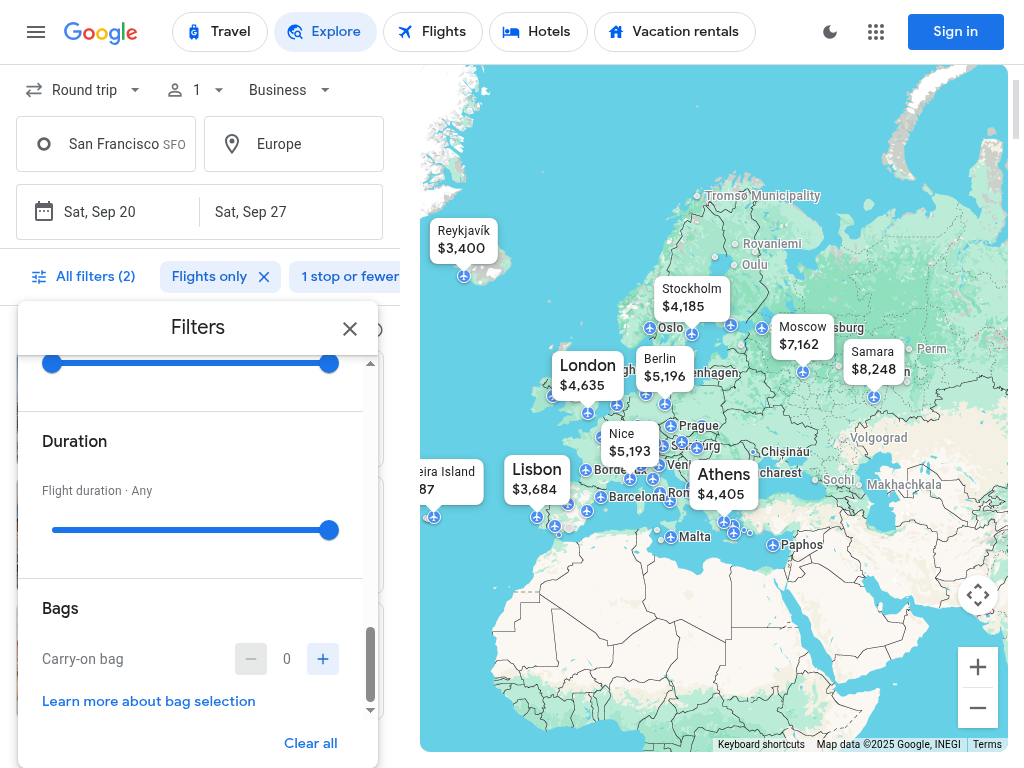 Google
Travel
Explore
Flights
Hotels
Vacation rentals
Sign in
Round trip
1
Business
San Francisco SFO
Europe
Sat, Sep 20
Sat, Sep 27
All filters (2)
Flights only
1 stop or fewer
Filters
Duration
Flight duration · Any
Bags
Carry-on bag
0
Learn more about bag selection
Clear all
Tromsø Municipality
Reykjavík
$3,400
Rovaniemi
Oulu
Stockholm
$4,185
Oslo
Moscow
$7,162
sburg
Samara
$8,248
Perm
London
$4,635
Berlin
$5,196
enhagen
Prague
Nice
$5,193
Volgograd
Chișinău
eira Island
87
Lisbon
$3,684
Athens
$4,405
charest
Sochi
Makhachkala
Barcelona
Malta
Paphos
Keyboard shortcuts
Map data ©2025 Google, INEGI
Terms